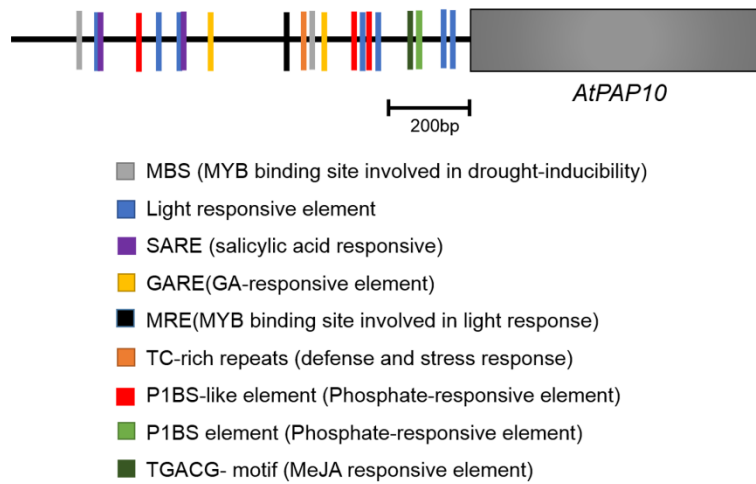 AtPAP10
200bp
MBS (MYB binding site involved in drought-inducibility)
Light responsive element
SARE (salicylic acid responsive)
GARE(GA-responsive element)
MRE(MYB binding site involved in light response)
TC-rich repeats (defense and stress response)
P1BS-like element (Phosphate-responsive element)
P1BS element (Phosphate-responsive element)
TGACG- motif (MeJA responsive element)